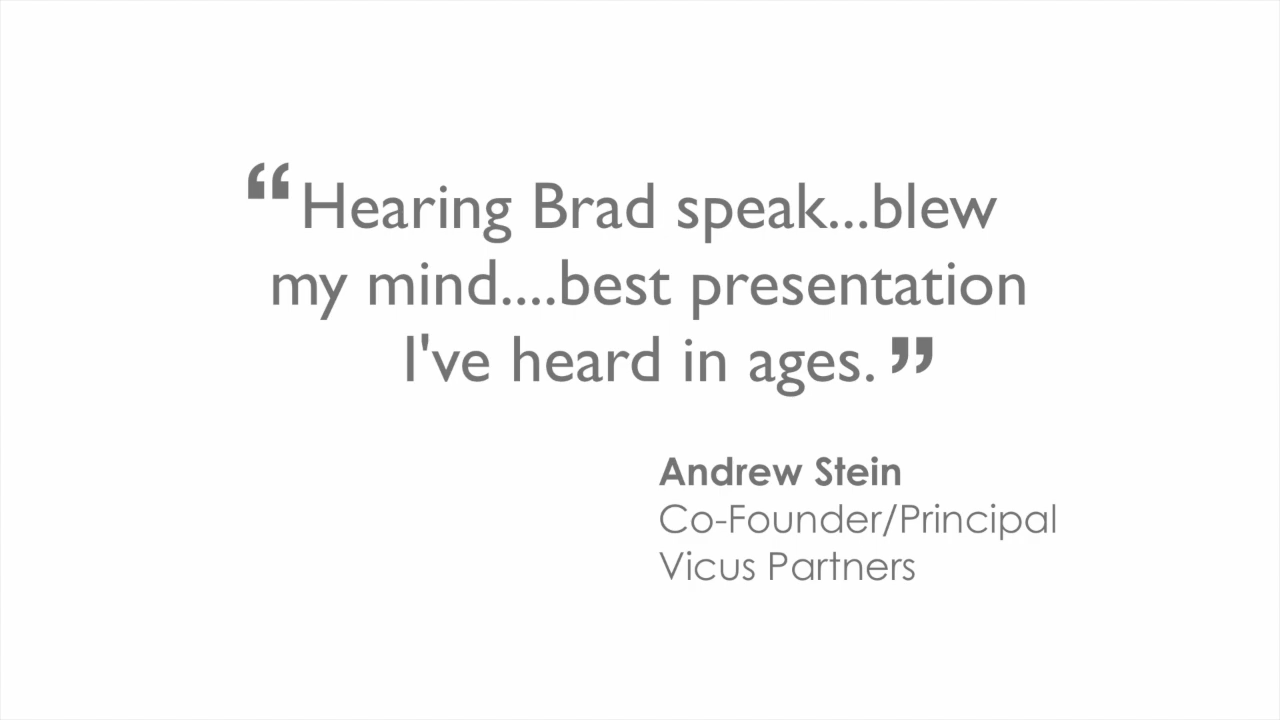 “Hearing Brad speak...blew
my mind....best presentation
I've heard in ages.”
Andrew Stein
Co-Founder/Principal
Vicus Partners